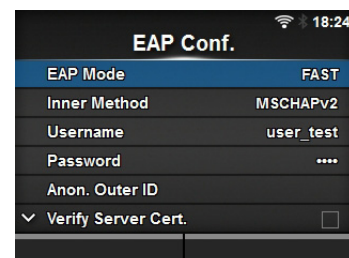 18:24
EAP Conf.
EAP Mode FAST
Inner Method MSCHAPv2
Username user_test
Password ••••
Anon. Outer ID
Verify Server Cert.